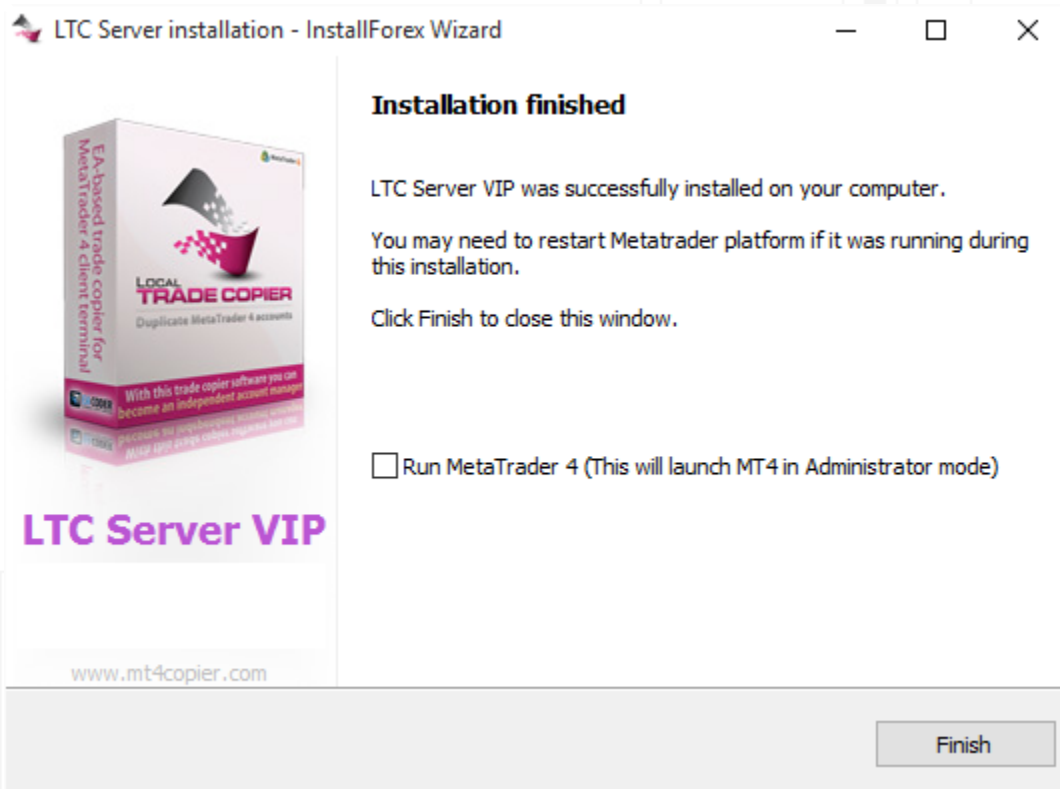 LTC Server installation - InstallForex Wizard
Installation finished
LTC Server VIP was successfully installed on your computer.
You may need to restart Metatrader platform if it was running during
this installation.
Click Finish to close this window.
Run MetaTrader 4 (This will launch MT4 in Administrator mode)
EA-based trade copier for
MetaTrader 4 client terminal
LOCAL
TRADE COPIER
Duplicate MetaTrader 4 accounts
With this trade copier software you can
become an independent account manager
LTC Server VIP
www.mt4copier.com
Finish